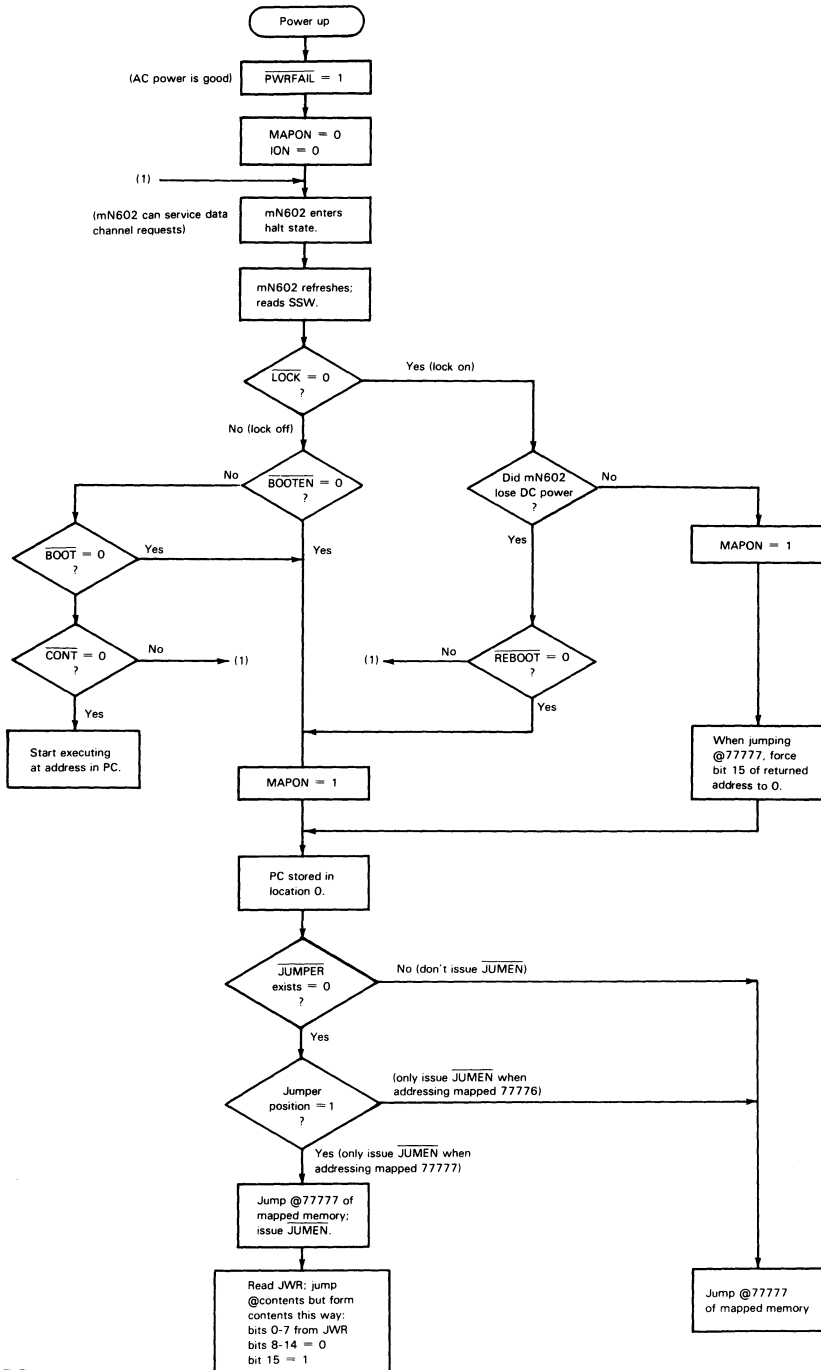 Power up
(AC power is good)
PWRFAIL = 1
MAPON = 0
ION = 0
(1)
(mN602 can service data
channel requests)
mN602 enters
halt state.
mN602 refreshes;
reads SSW.
LOCK = 0
?
Yes (lock on)
No (lock off)
No
BOOTEN = 0
?
Did mN602
lose DC power
?
No
BOOT = 0
?
Yes
Yes
Yes
MAPON = 1
CONT = 0
?
No
(1)
(1)
No
REBOOT = 0
?
Yes
Yes
Start executing
at address in PC.
When jumping
@77777, force
bit 15 of returned
address to 0.
MAPON = 1
PC stored in
location 0.
JUMPER
exists = 0
?
No (don't issue JUMEN)
Yes
Jumper
position = 1
?
(only issue JUMEN when
addressing mapped 77776)
Yes (only issue JUMEN when
addressing mapped 77777)
Jump @77777 of
mapped memory;
issue JUMEN.
Read JWR; jump
@contents but form
contents this way:
bits 0-7 from JWR
bits 8-14 = 0
bit 15 = 1
Jump @77777
of mapped memory